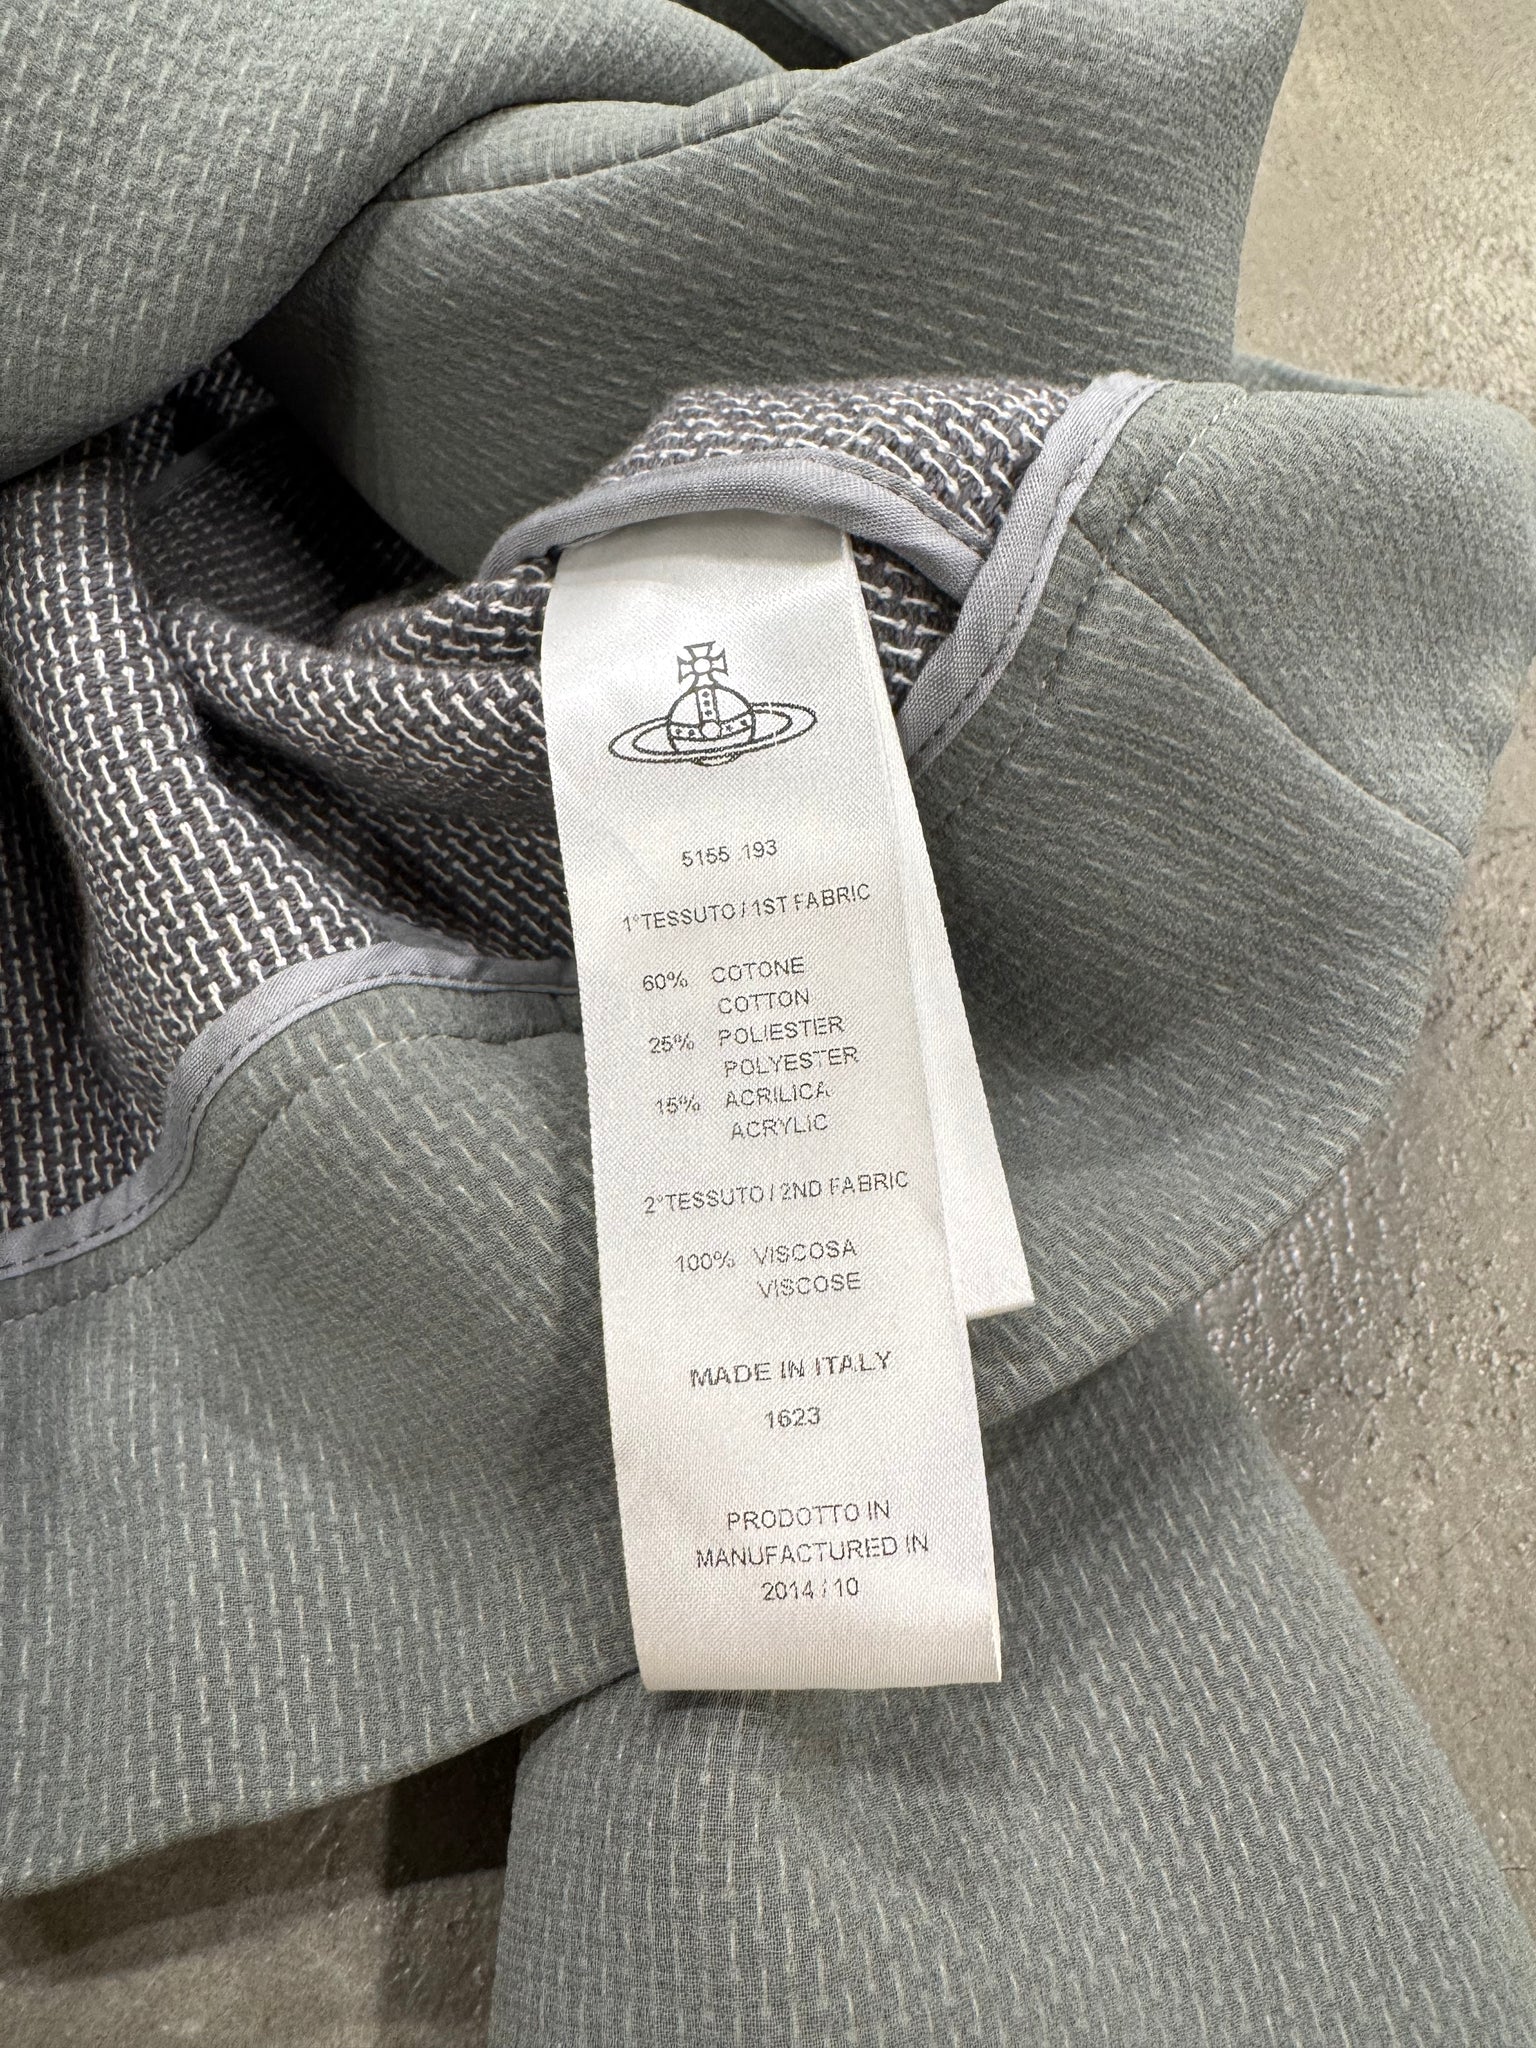 5155 193
1°TESSUTO / 1ST FABRIC
60% COTONE
COTTON
25% POLIESTER
POLYESTER
15% ACRILICA
ACRYLIC
2°TESSUTO / 2ND FABRIC
100% VISCOSA
VISCOSE
MADE IN ITALY
1623
PRODOTTO IN
MANUFACTURED IN
2014 / 10